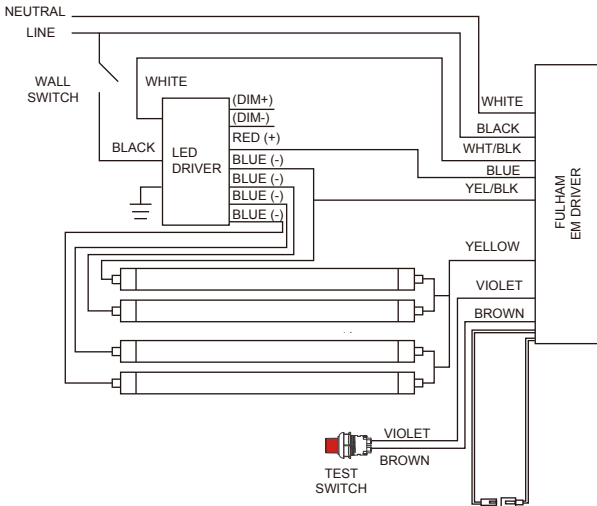 NEUTRAL
LINE
WALL
SWITCH
WHITE
BLACK
LED
DRIVER
(DIM+)
(DIM-)
RED (+)
BLUE (-)
BLUE (-)
BLUE (-)
BLUE (-)
WHITE
BLACK
WHT/BLK
BLUE
YEL/BLK
YELLOW
VIOLET
BROWN
FULHAM
EM DRIVER
VIOLET
BROWN
TEST
SWITCH